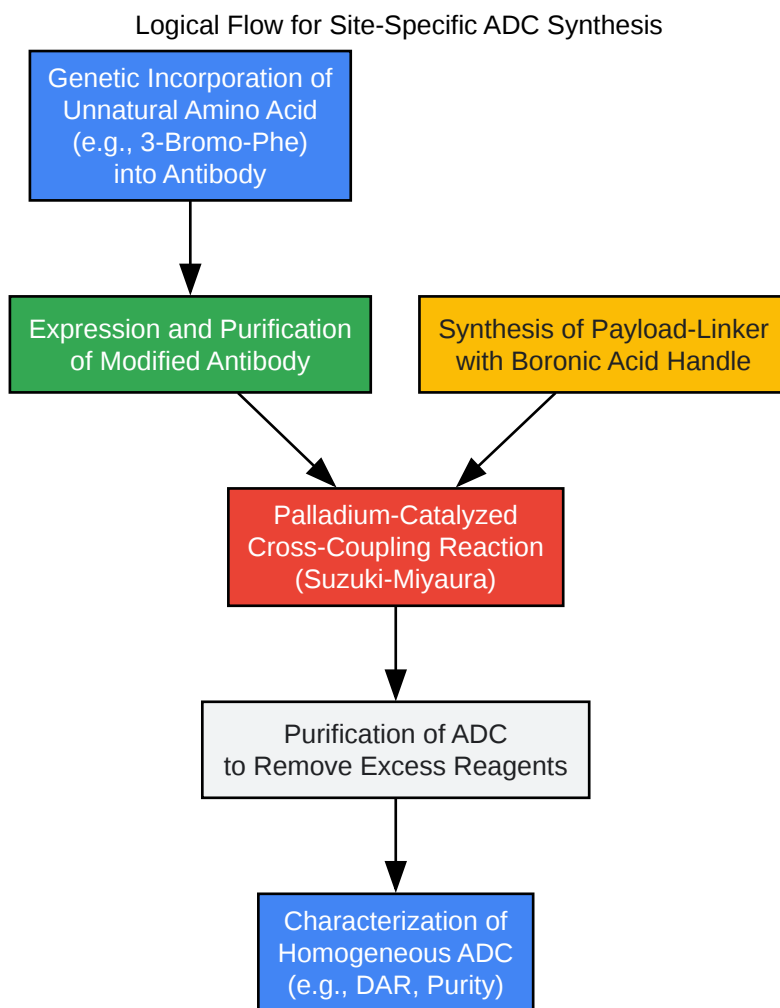 Logical Flow for Site-Specific ADC Synthesis
Genetic Incorporation of
Unnatural Amino Acid
(e.g., 3-Bromo-Phe)
into Antibody
Expression and Purification
of Modified Antibody
Synthesis of Payload-Linker
with Boronic Acid Handle
Palladium-Catalyzed
Cross-Coupling Reaction
(Suzuki-Miyaura)
Purification of ADC
to Remove Excess Reagents
Characterization of
Homogeneous ADC
(e.g., DAR, Purity)